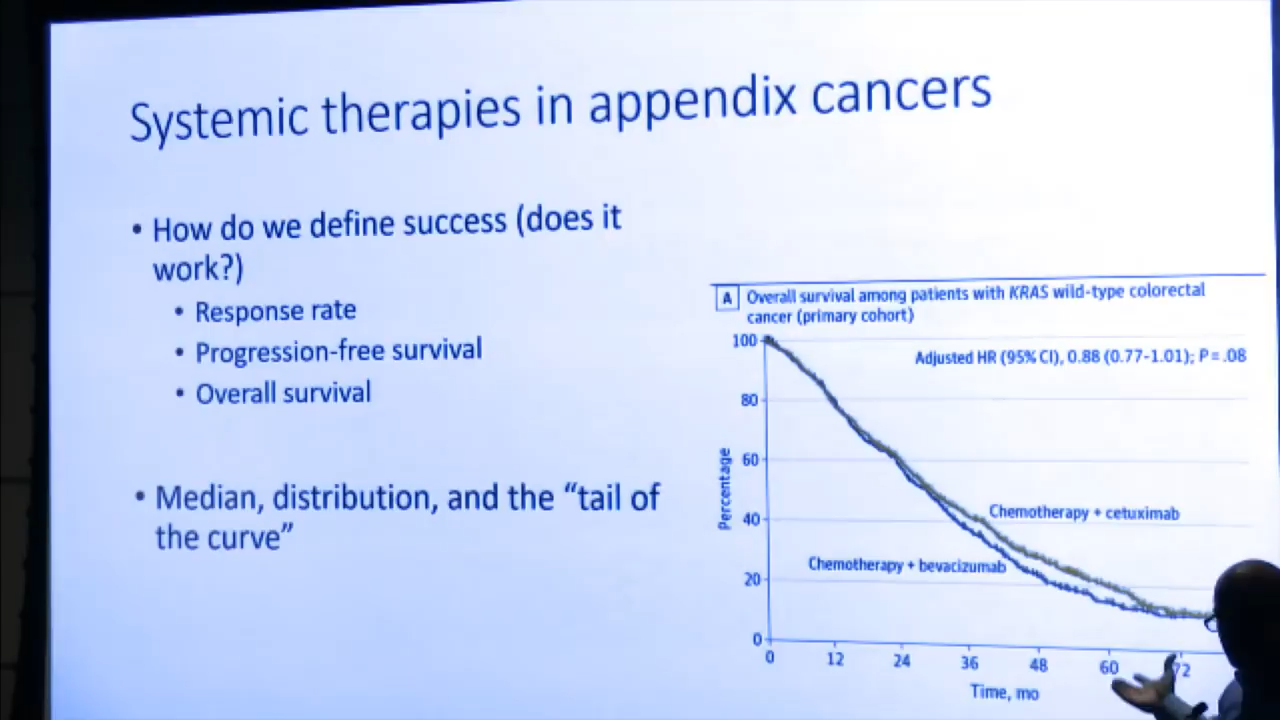 Systemic therapies in appendix cancers
• How do we define success (does it
work?)
• Response rate
• Progression-free survival
• Overall survival
• Median, distribution, and the “tail of
the curve”
A Overall survival among patients with KRAS wild-type colorectal
cancer (primary cohort)
Adjusted HR (95% CI), 0.88 (0.77-1.01); P = .08
100
80
60
40
20
0
Percentage
Chemotherapy + cetuximab
Chemotherapy + bevacizumab
0 12 24 36 48 60 72
Time, mo